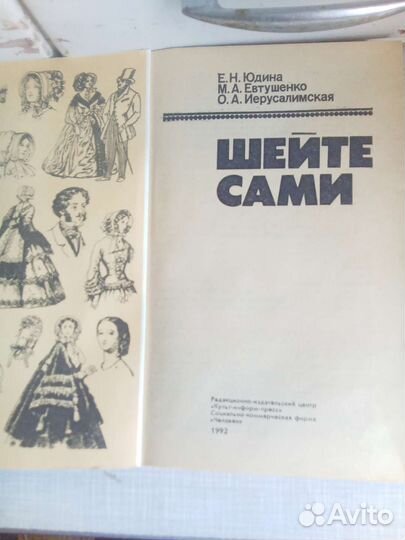 Е. Н. Юдина
М. А. Евтушенко
О. А. Иерусалимская
ШЕЙТЕ
САМИ
Редакционно-издательский центр
«Культ-информ-пресс»
Социально-коммерческая фирма
«Человек»
1992
Avito